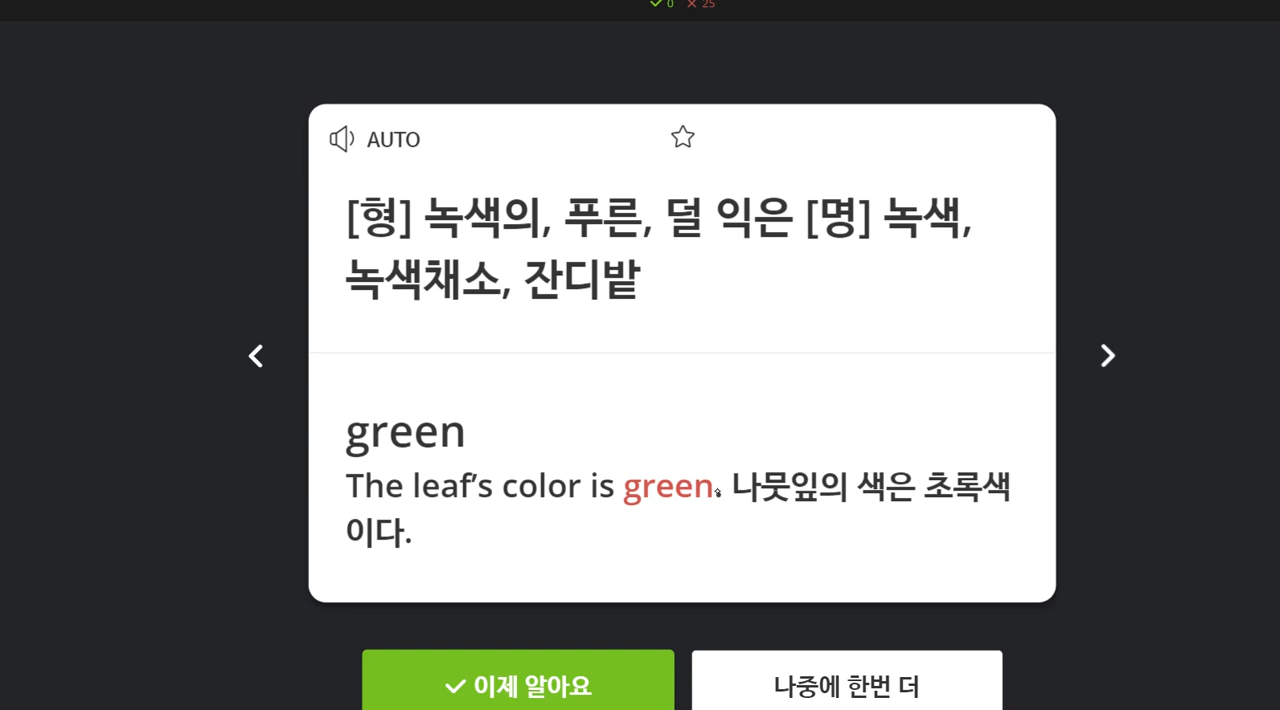 0 25
AUTO
[형] 녹색의, 푸른, 덜 익은 [명] 녹색,
녹색채소, 잔디밭
green
The leaf’s color is green. 나뭇잎의 색은 초록색
이다.
이제 알아요
나중에 한번 더